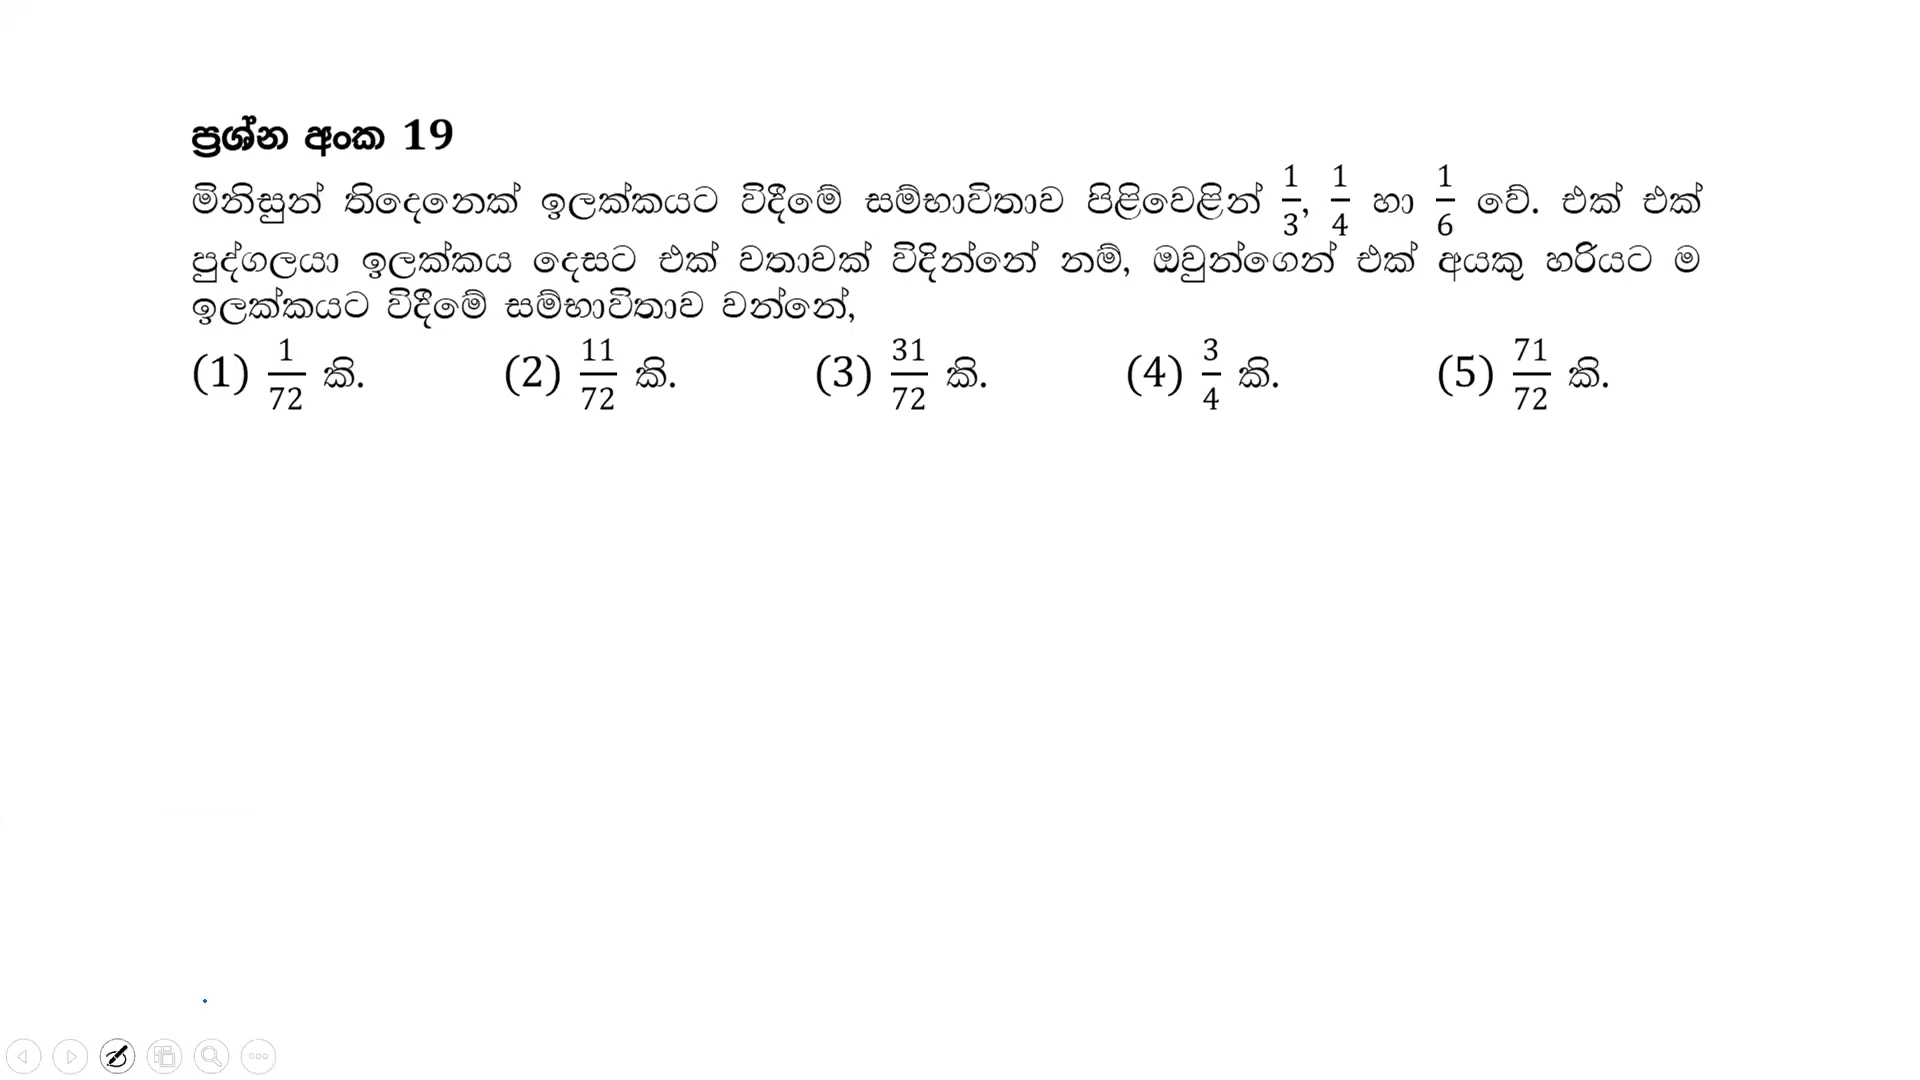 ප්‍රශ්න අංක 19
මිනිසුන් තිදෙනෙක් ඉලක්කයට විදීමේ සම්භාවිතාව පිළිවෙළින් 1/3, 1/4 හා 1/6 වේ. එක් එක්
පුද්ගලයා ඉලක්කය දෙසට එක් වතාවක් විදින්නේ නම්, ඔවුන්ගෙන් එක් අයකු හරියට ම
ඉලක්කයට විදීමේ සම්භාවිතාව වන්නේ,
(1) 1/72 කි. (2) 11/72 කි. (3) 31/72 කි. (4) 3/4 කි. (5) 71/72 කි.